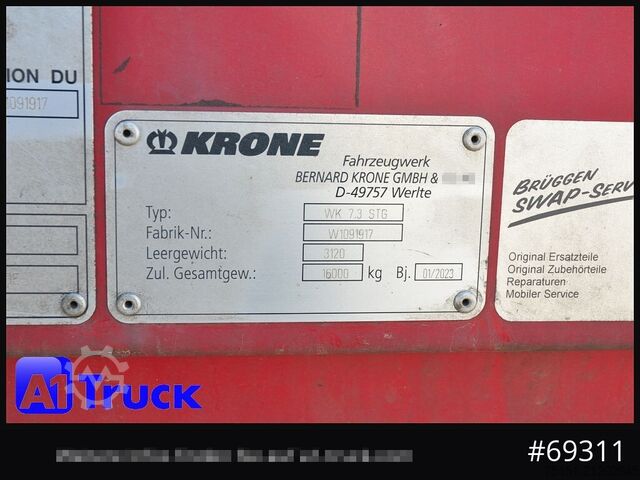 ION DU
1091917
KRONE
Fahrzeugwerk
BERNARD KRONE GMBH &
D-49757 Werlte
Typ: WK 7.3 STG
Fabrik-Nr.: W1091917
Leergewicht: 3120
Zul. Gesamtgew.: 16000 kg Bj. 01/2023
BRÜGGEN
SWAP-SERV
Original Ersatzteile
Original Zubehörteile
Reparaturen
Mobiler Service
A1 Truck
#69311